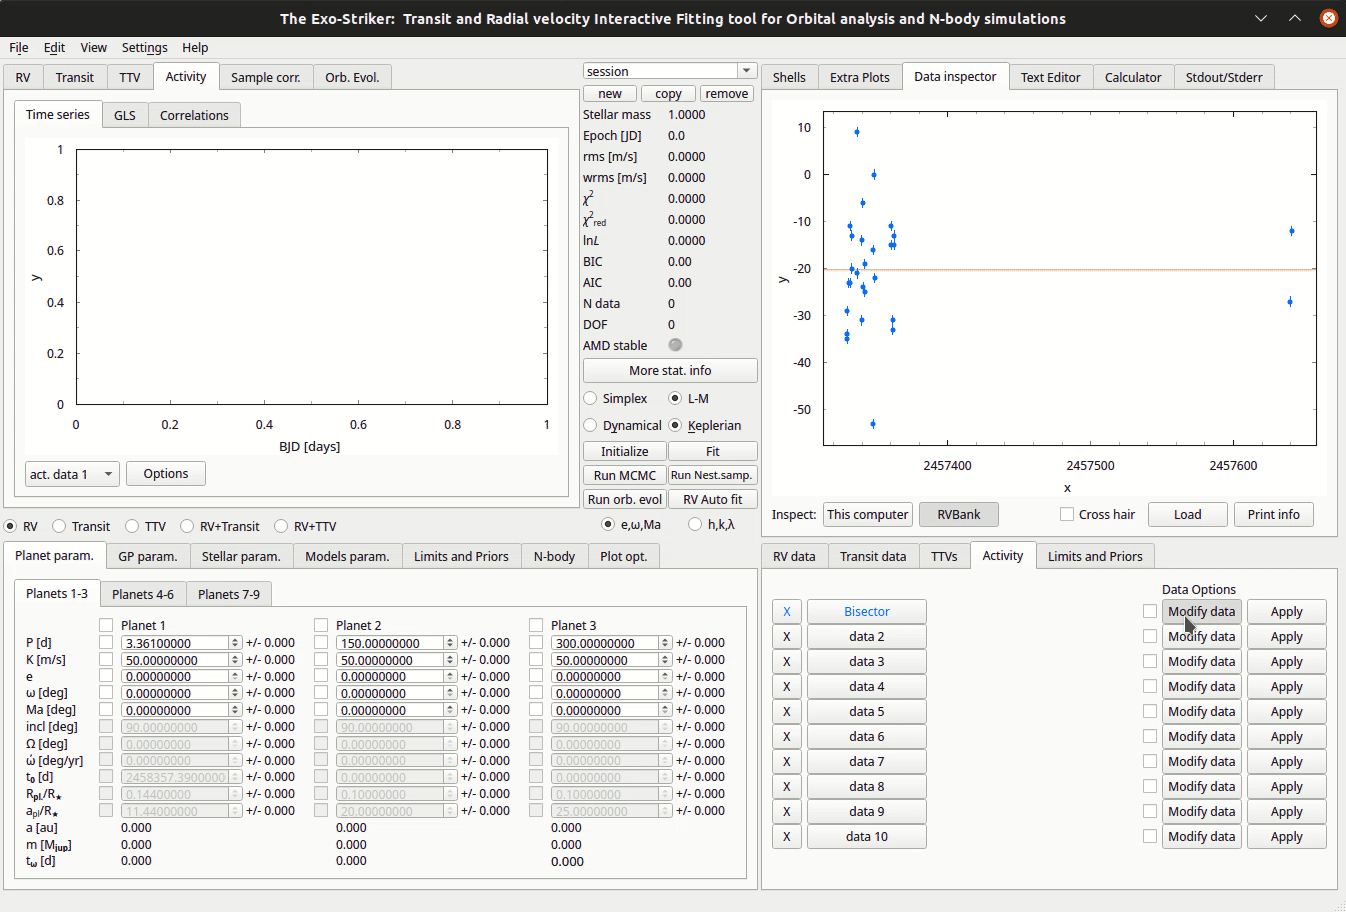 The Exo-Striker: Transit and Radial velocity Interactive Fitting tool for Orbital analysis and N-body simulations
File Edit View Settings Help
RV Transit TTV Activity Sample corr. Orb. Evol.
Time series GLS Correlations
1
0.8
0.6
0.4
0.2
0
y
0 0.2 0.4 0.6 0.8 1
BJD [days]
act. data 1 Options
session
new copy remove
Stellar mass 1.0000
Epoch [JD] 0.0
rms [m/s] 0.0000
wrms [m/s] 0.0000
χ² 0.0000
χ²red 0.0000
lnL 0.0000
BIC 0.00
AIC 0.00
N data 0
DOF 0
AMD stable
More stat. info
Simplex L-M
Dynamical Keplerian
Initialize Fit
Run MCMC Run Nest.samp.
Run orb. evol RV Auto fit
e,ω,Ma h,k,λ
Shells Extra Plots Data inspector Text Editor Calculator Stdout/Stderr
10
0
-10
-20
-30
-40
-50
y
2457400 2457500 2457600
x
Inspect: This computer RVBank Cross hair Load Print info
RV Transit TTV RV+Transit RV+TTV
Planet param. GP param. Stellar param. Models param. Limits and Priors N-body Plot opt.
Planets 1-3 Planets 4-6 Planets 7-9
Planet 1 Planet 2 Planet 3
P [d] 3.36100000 +/- 0.000 150.00000000 +/- 0.000 300.00000000 +/- 0.000
K [m/s] 50.00000000 +/- 0.000 50.00000000 +/- 0.000 50.00000000 +/- 0.000
e 0.00000000 +/- 0.000 0.00000000 +/- 0.000 0.00000000 +/- 0.000
ω [deg] 0.00000000 +/- 0.000 0.00000000 +/- 0.000 0.00000000 +/- 0.000
Ma [deg] 0.00000000 +/- 0.000 0.00000000 +/- 0.000 0.00000000 +/- 0.000
incl [deg] 90.00000000 +/- 0.000 90.00000000 +/- 0.000 90.00000000 +/- 0.000
Ω [deg] 0.00000000 +/- 0.000 0.00000000 +/- 0.000 0.00000000 +/- 0.000
ώ [deg/yr] 0.00000000 +/- 0.000 0.00000000 +/- 0.000 0.00000000 +/- 0.000
t₀ [d] 2458357.3900000 +/- 0.000 0.00000000 +/- 0.000 0.00000000 +/- 0.000
Rpl./R★ 0.14400000 +/- 0.000 0.10000000 +/- 0.000 0.10000000 +/- 0.000
apl/R★ 11.44000000 +/- 0.000 20.00000000 +/- 0.000 25.00000000 +/- 0.000
a [au] 0.000 0.000 0.000
m [Mjup] 0.000 0.000 0.000
tω [d] 0.000 0.000 0.000
RV data Transit data TTVs Activity Limits and Priors
Data Options
X Bisector Modify data Apply
X data 2 Modify data Apply
X data 3 Modify data Apply
X data 4 Modify data Apply
X data 5 Modify data Apply
X data 6 Modify data Apply
X data 7 Modify data Apply
X data 8 Modify data Apply
X data 9 Modify data Apply
X data 10 Modify data Apply